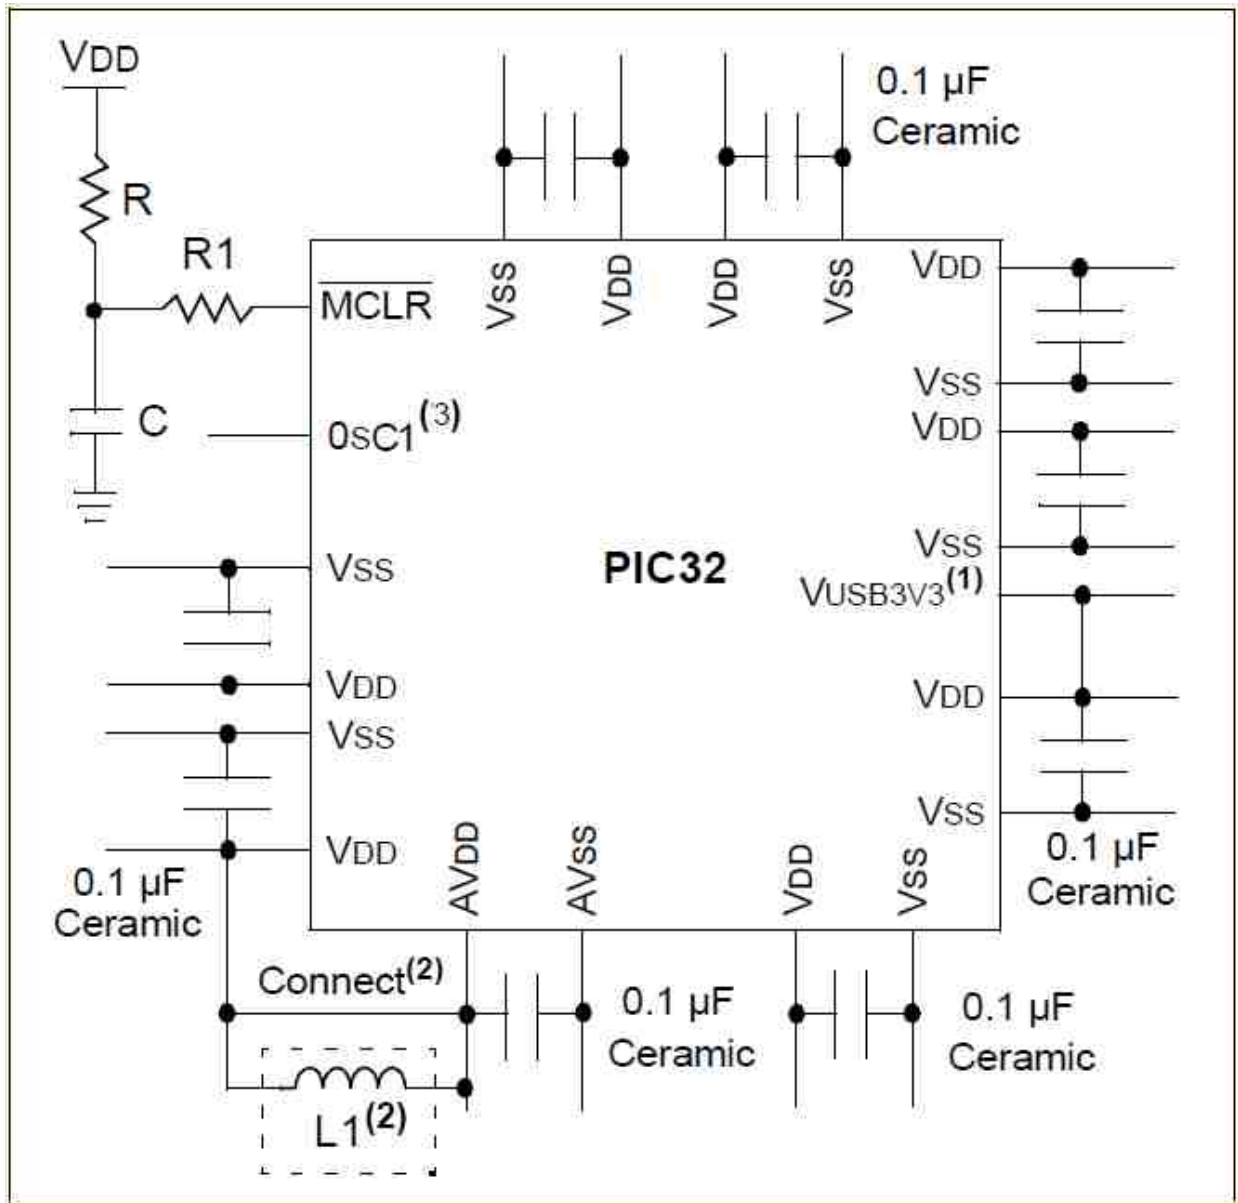 VDD
0.1 µF
Ceramic
R
R1
MCLR
VSS
VDD
VDD
VSS
VDD
VSS
VDD
C
0SC1(3)
VSS
PIC32
VSS
VUSB3V3(1)
VDD
VSS
VDD
VSS
VDD
0.1 µF
Ceramic
AVDD
AVSS
VDD
VSS
0.1 µF
Ceramic
Connect(2)
0.1 µF
Ceramic
0.1 µF
Ceramic
L1(2)